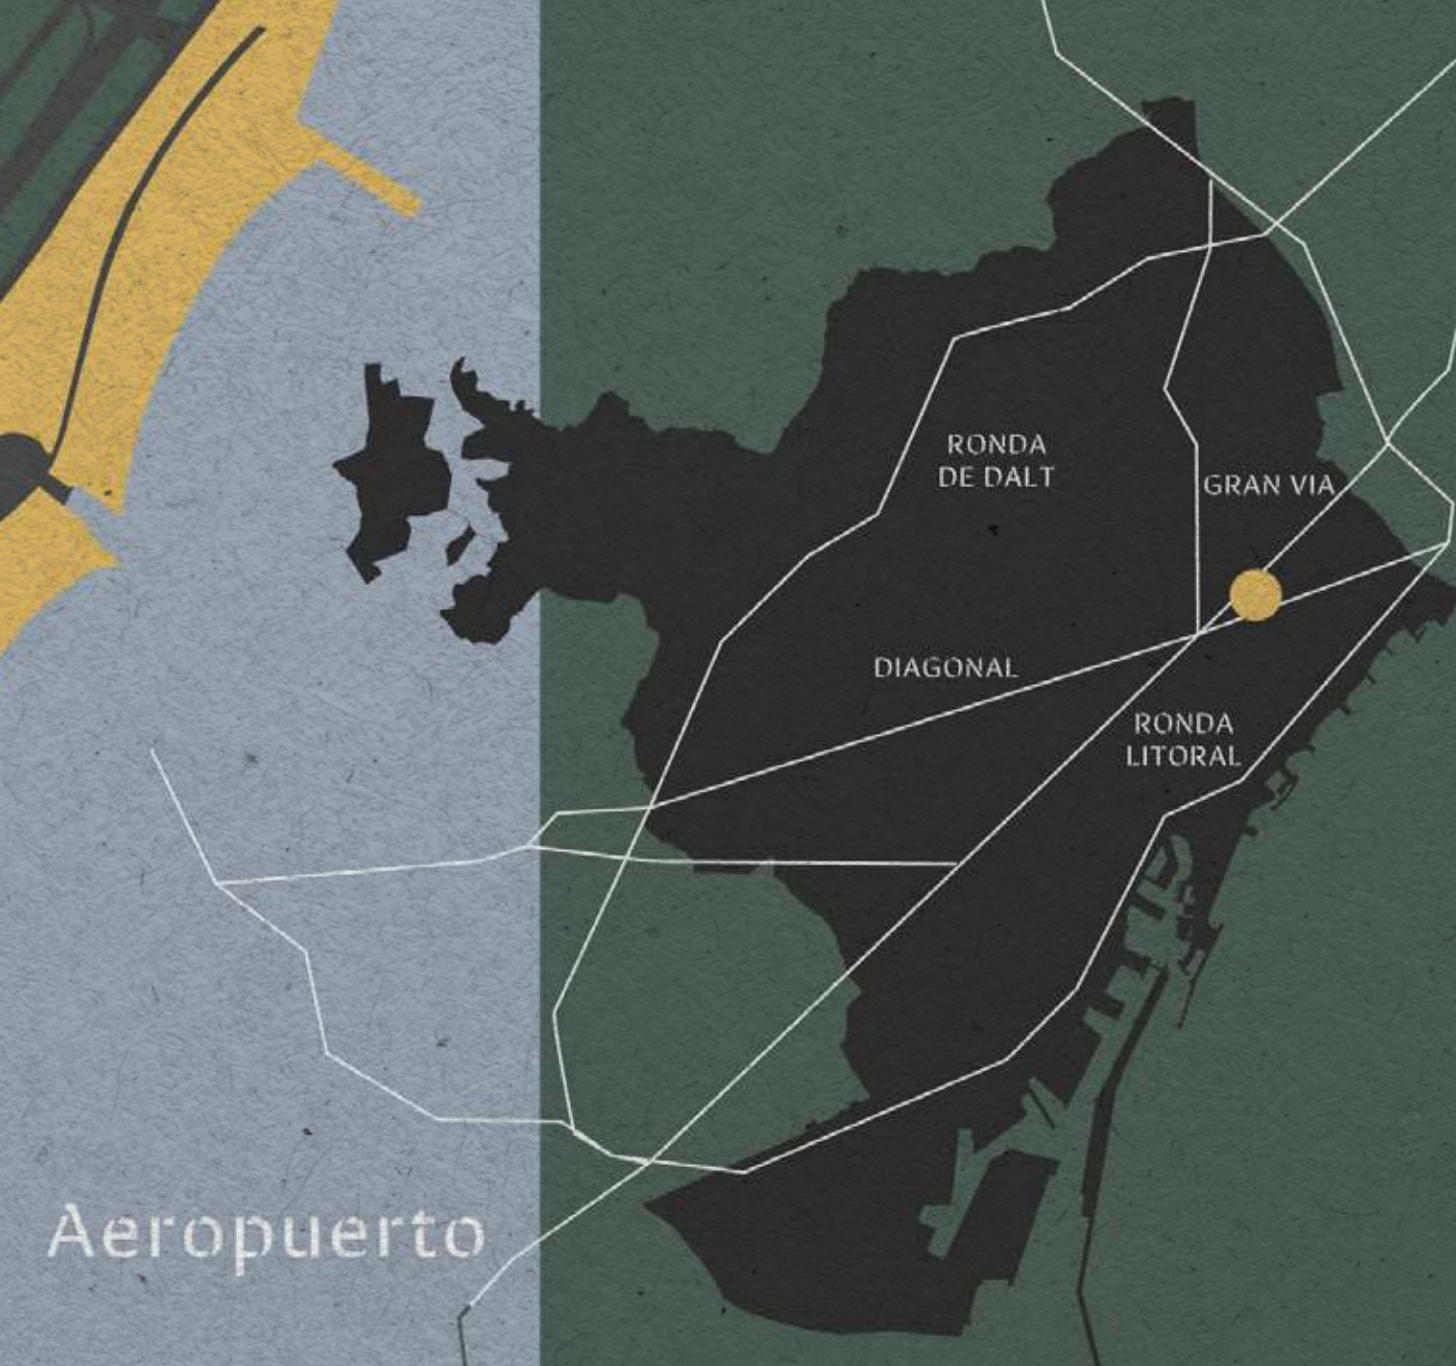 RONDA
DE DALT
GRAN VIA
DIAGONAL
RONDA
LITORAL
Aeropuerto